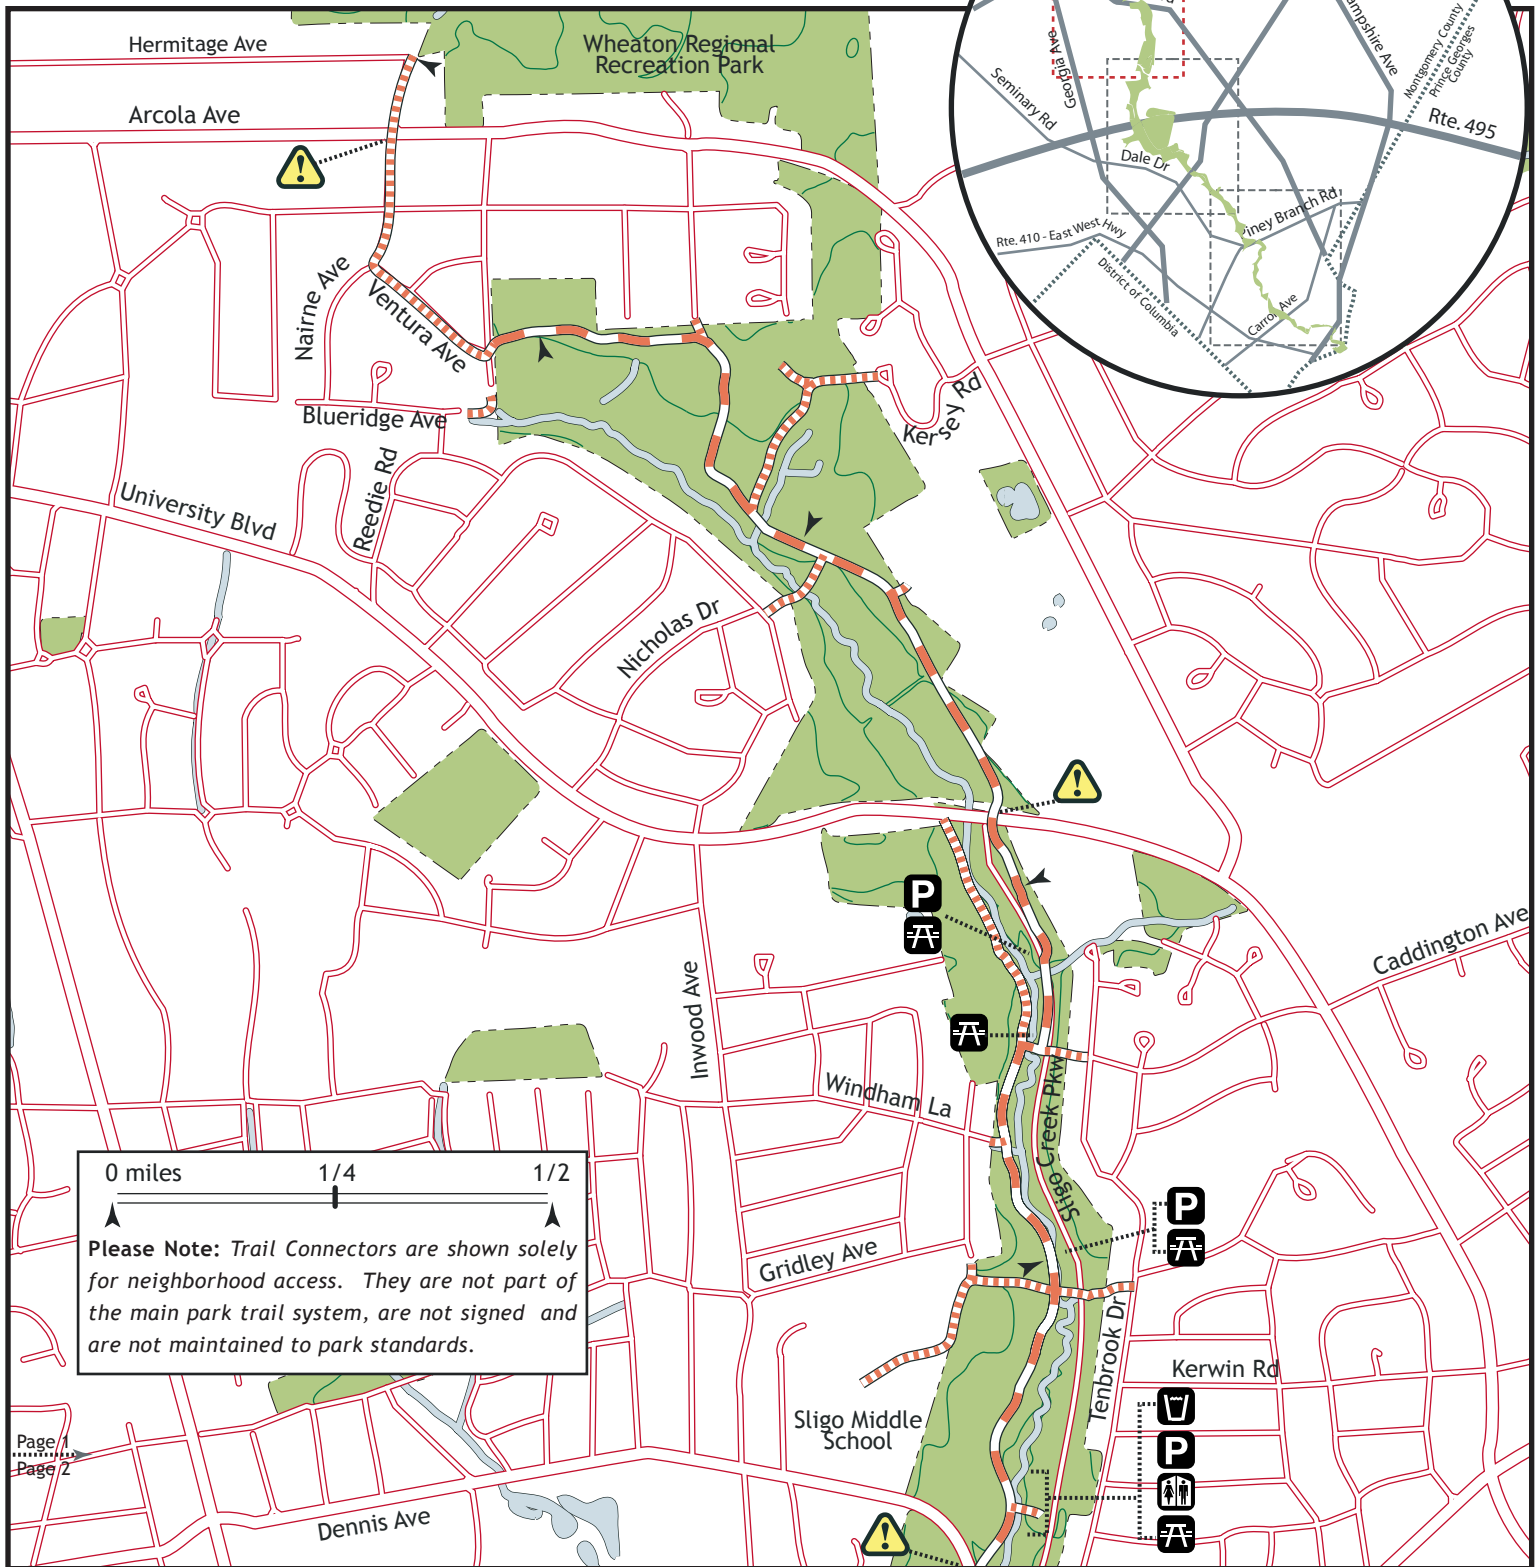 Hermitage Ave
Wheaton Regional
Recreation Park
Arcola Ave
Georgia Ave
Seminary Rd
Montgomery County
Prince Georges
County
Rte. 495
Dale Dr
Rte. 410 - East West Hwy
District of Columbia
Nairne Ave
Ventura Ave
Blueridge Ave
Kersey Rd
Reedie Rd
University Blvd
Nicholas Dr
P
Caddington Ave
Inwood Ave
Windham La
Sligo Creek Pkwy
0 miles 1/4 1/2
Please Note: Trail Connectors are shown solely
for neighborhood access. They are not part of
the main park trail system, are not signed and
are not maintained to park standards.
P
Gridley Ave
Tenbrook Dr
Kerwin Rd
Sligo Middle
School
P
Page 1
Page 2
Dennis Ave